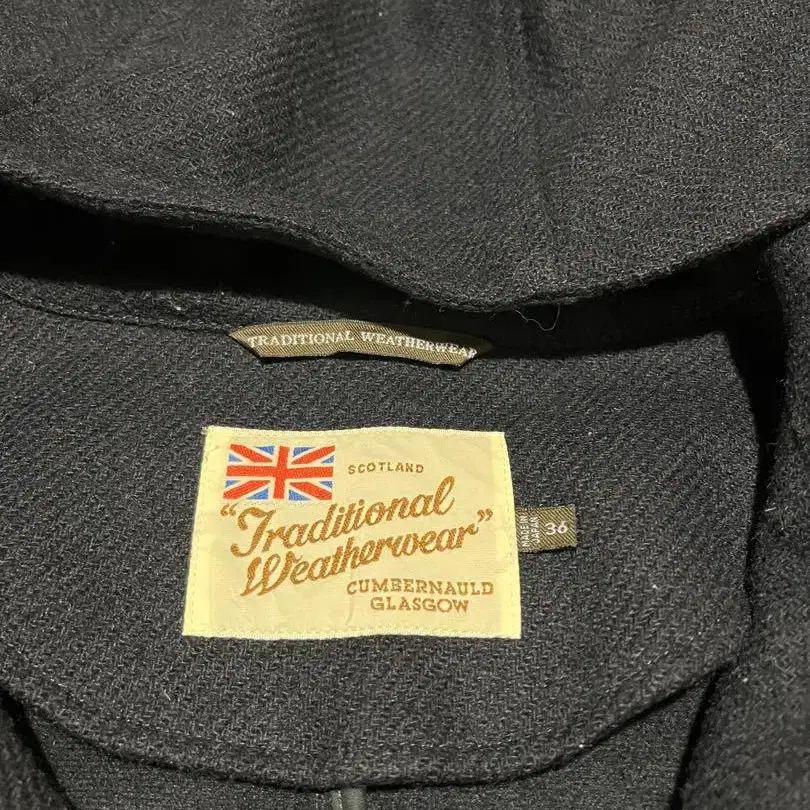 TRADITIONAL WEATHERWEAR
SCOTLAND
"Traditional
Weatherwear"
CUMBERNAULD
GLASGOW
MADE IN
JAPAN
36